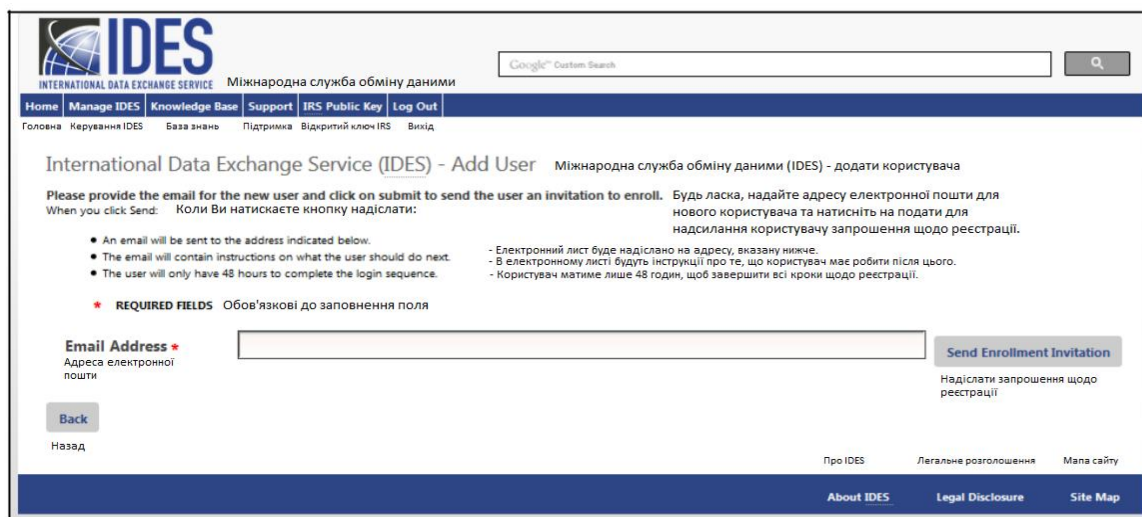 IDES
INTERNATIONAL DATA EXCHANGE SERVICE
Міжнародна служба обміну даними
Google™ Custom Search
Home Manage IDES Knowledge Base Support IRS Public Key Log Out
Головна Керування IDES База знань Підтримка Відкритий ключ IRS Вихід
International Data Exchange Service (IDES) - Add User
Міжнародна служба обміну даними (IDES) - додати користувача
Please provide the email for the new user and click on submit to send the user an invitation to enroll.
Будь ласка, надайте адресу електронної пошти для
нового користувача та натисніть на подати для
надсилання користувачу запрошення щодо реєстрації.
When you click Send: Коли Ви натискаєте кнопку надіслати:
● An email will be sent to the address indicated below.
● The email will contain instructions on what the user should do next.
● The user will only have 48 hours to complete the login sequence.
- Електронний лист буде надіслано на адресу, вказану нижче.
- В електронному листі будуть інструкції про те, що користувач має робити після цього.
- Користувач матиме лише 48 годин, щоб завершити всі кроки щодо реєстрації.
* REQUIRED FIELDS Обов'язкові до заповнення поля
Email Address *
Адреса електронної
пошти
Send Enrollment Invitation
Надіслати запрошення щодо
реєстрації
Back
Назад
Про IDES Легальне розголошення Мапа сайту
About IDES Legal Disclosure Site Map